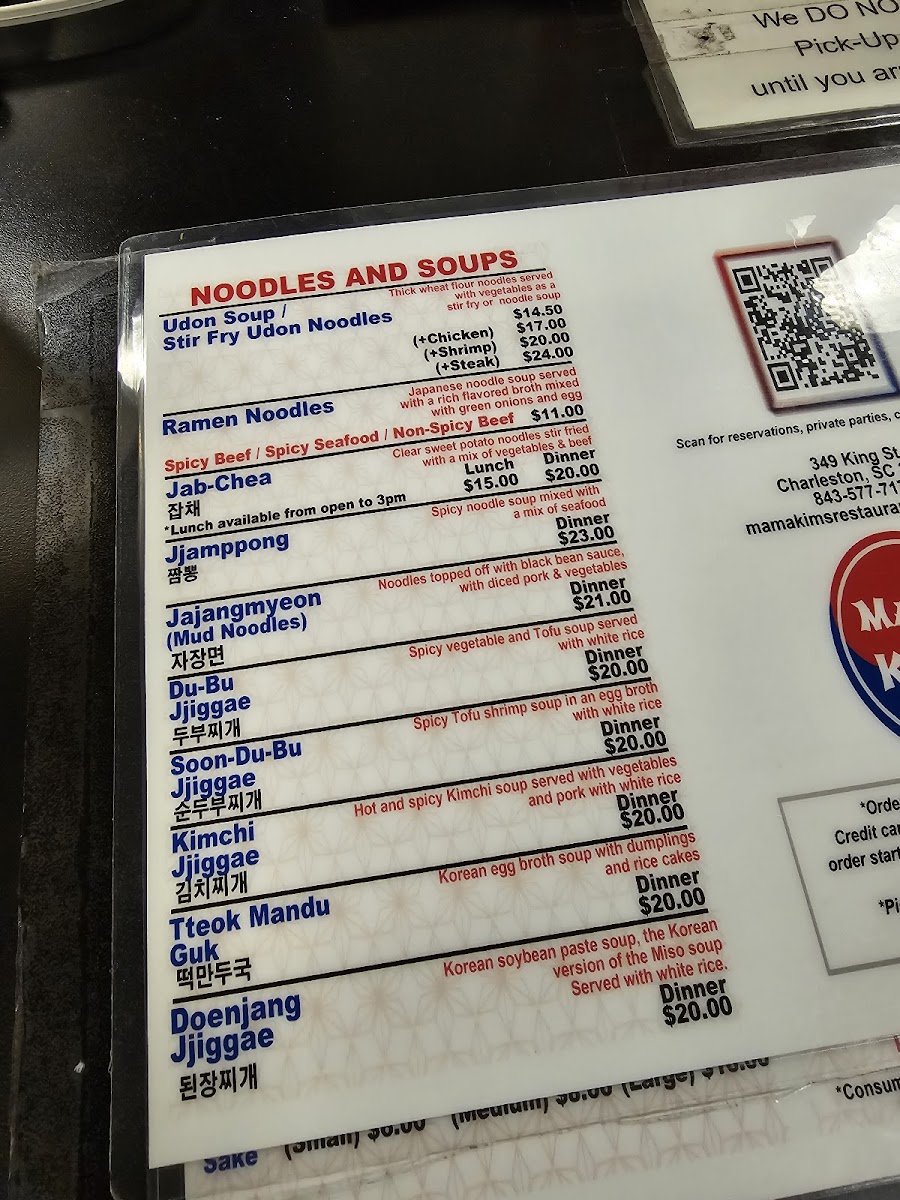 We DO
Pick-Up
until you
NOODLES AND SOUPS
Udon Soup /
Stir Fry Udon Noodles
Thick wheat flour noodles served
with vegetables as a
stir fry or noodle soup
$14.50
(+Chicken) $17.00
(+Shrimp) $20.00
(+Steak) $24.00
Ramen Noodles
Japanese noodle soup served
with a rich flavored broth mixed
with green onions and egg
Spicy Beef / Spicy Seafood / Non-Spicy Beef $11.00
Jab-Chea
잡채
Clear sweet potato noodles stir fried
with a mix of vegetables & beef
Lunch Dinner
$15.00 $20.00
*Lunch available from open to 3pm
Jjamppong
짬뽕
Spicy noodle soup mixed with
a mix of seafood
Dinner
$23.00
Jajangmyeon
(Mud Noodles)
자장면
Noodles topped off with black bean sauce,
with diced pork & vegetables
Dinner
$21.00
Du-Bu
Jjiggae
두부찌개
Spicy vegetable and Tofu soup served
with white rice
Dinner
$20.00
Soon-Du-Bu
Jjiggae
순두부찌개
Spicy Tofu shrimp soup in an egg broth
with white rice
Dinner
$20.00
Kimchi
Jjiggae
김치찌개
Hot and spicy Kimchi soup served with vegetables
and pork with white rice
Dinner
$20.00
Tteok Mandu
Guk
떡만두국
Korean egg broth soup with dumplings
and rice cakes
Dinner
$20.00
Doenjang
Jjiggae
된장찌개
Korean soybean paste soup, the Korean
version of the Miso soup
Served with white rice.
Dinner
$20.00
Sake (Small) $6.00 (Medium) $8.00 (Large)
Scan for reservations, private parties,
349 King St
Charleston, SC
843-577-71
mamakimsrestaura
MA
K
*Orde
Credit car
order start
*Pi
*Consum